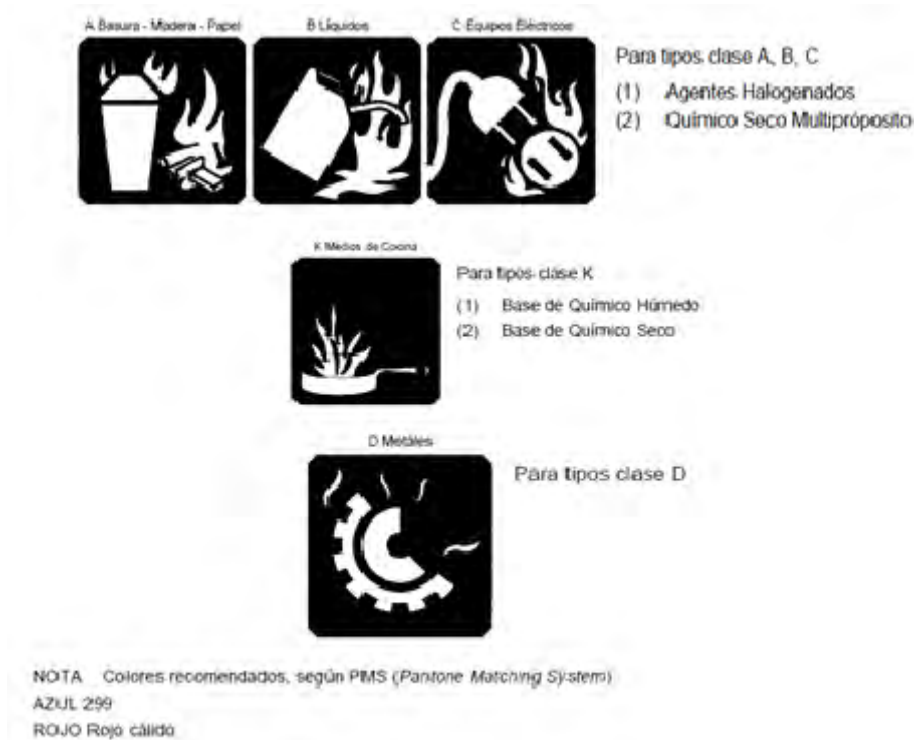 A Basura - Madera - Papel
B Líquidos
C Equipos Eléctricos
Para tipos clase A, B, C
(1) Agentes Halogenados
(2) Químico Seco Multipróposito
K Medios de Cocina
Para tipos clase K
(1) Base de Químico Húmedo
(2) Base de Químico Seco
D Metáles
Para tipos clase D
NOTA Colores recomendados, según PMS (Pantone Matching System)
AZUL 299
ROJO Rojo cálido